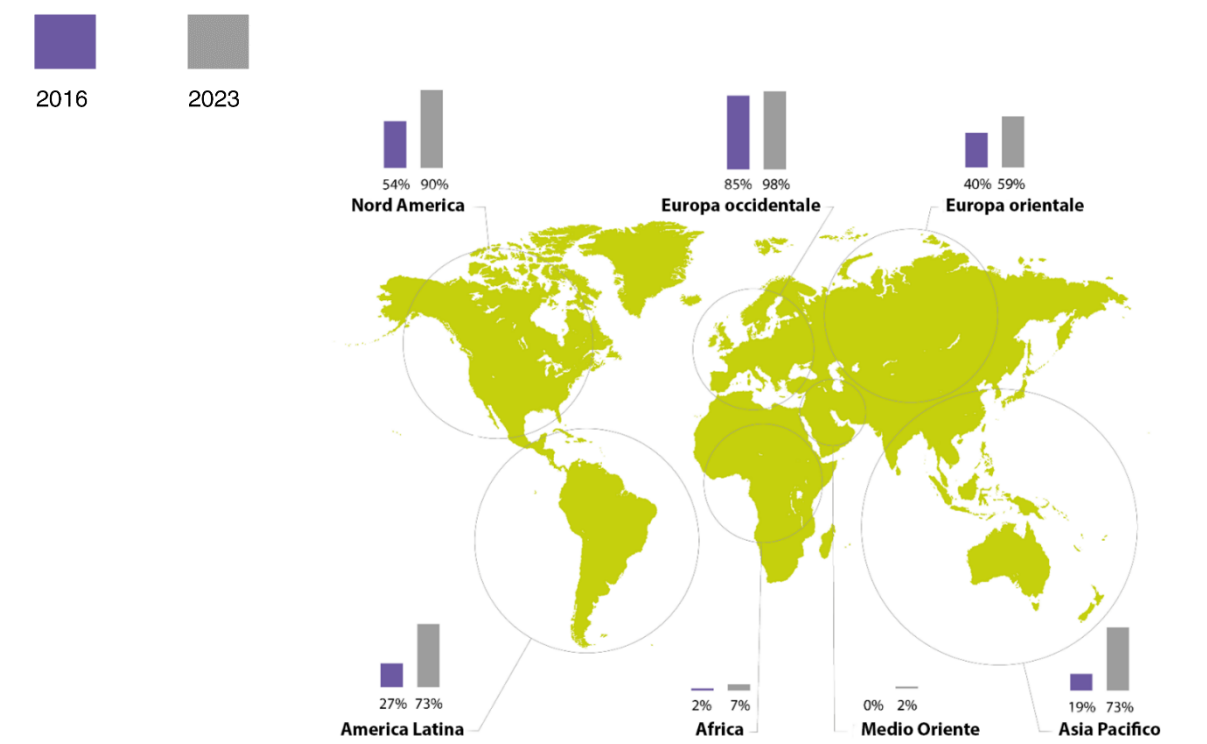 2016 2023
54% 90%
Nord America
85% 98%
Europa occidentale
40% 59%
Europa orientale
27% 73%
America Latina
2% 7%
Africa
0% 2%
Medio Oriente
19% 73%
Asia Pacifico